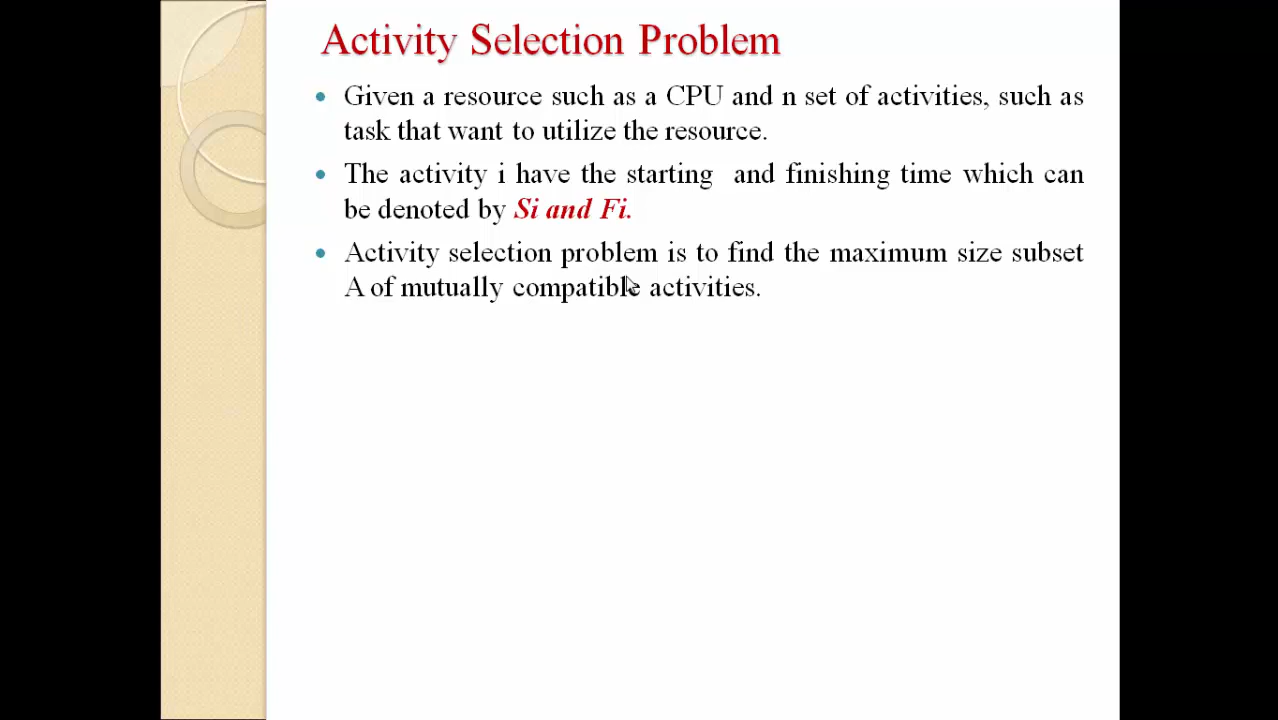 Activity Selection Problem
• Given a resource such as a CPU and n set of activities, such as
task that want to utilize the resource.
• The activity i have the starting and finishing time which can
be denoted by Si and Fi.
• Activity selection problem is to find the maximum size subset
A of mutually compatible activities.